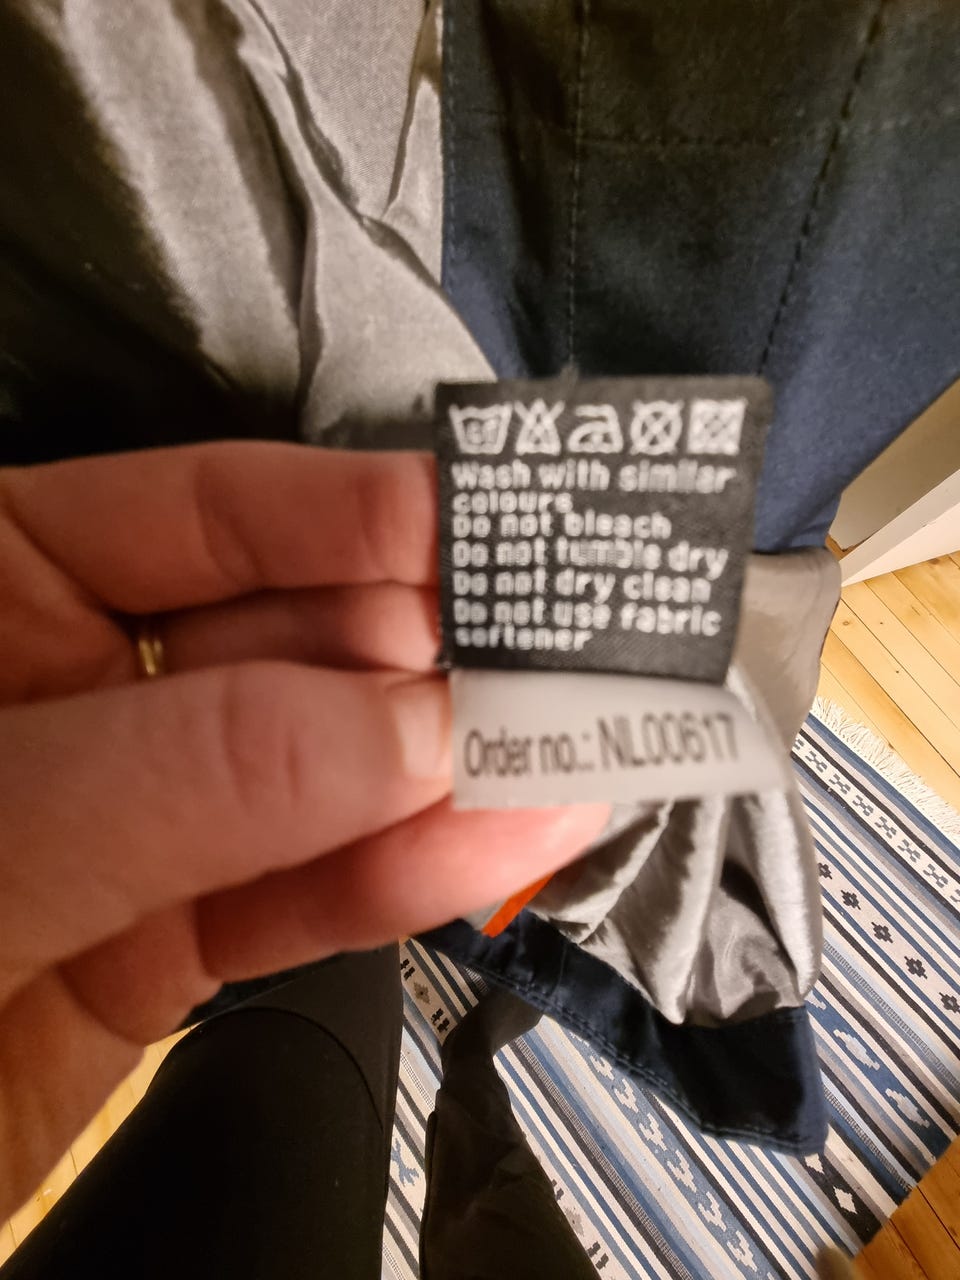 Wash with similar
colours
Do not bleach
Do not tumble dry
Do not dry clean
Do not use fabric
softener
Order no.: NL00617